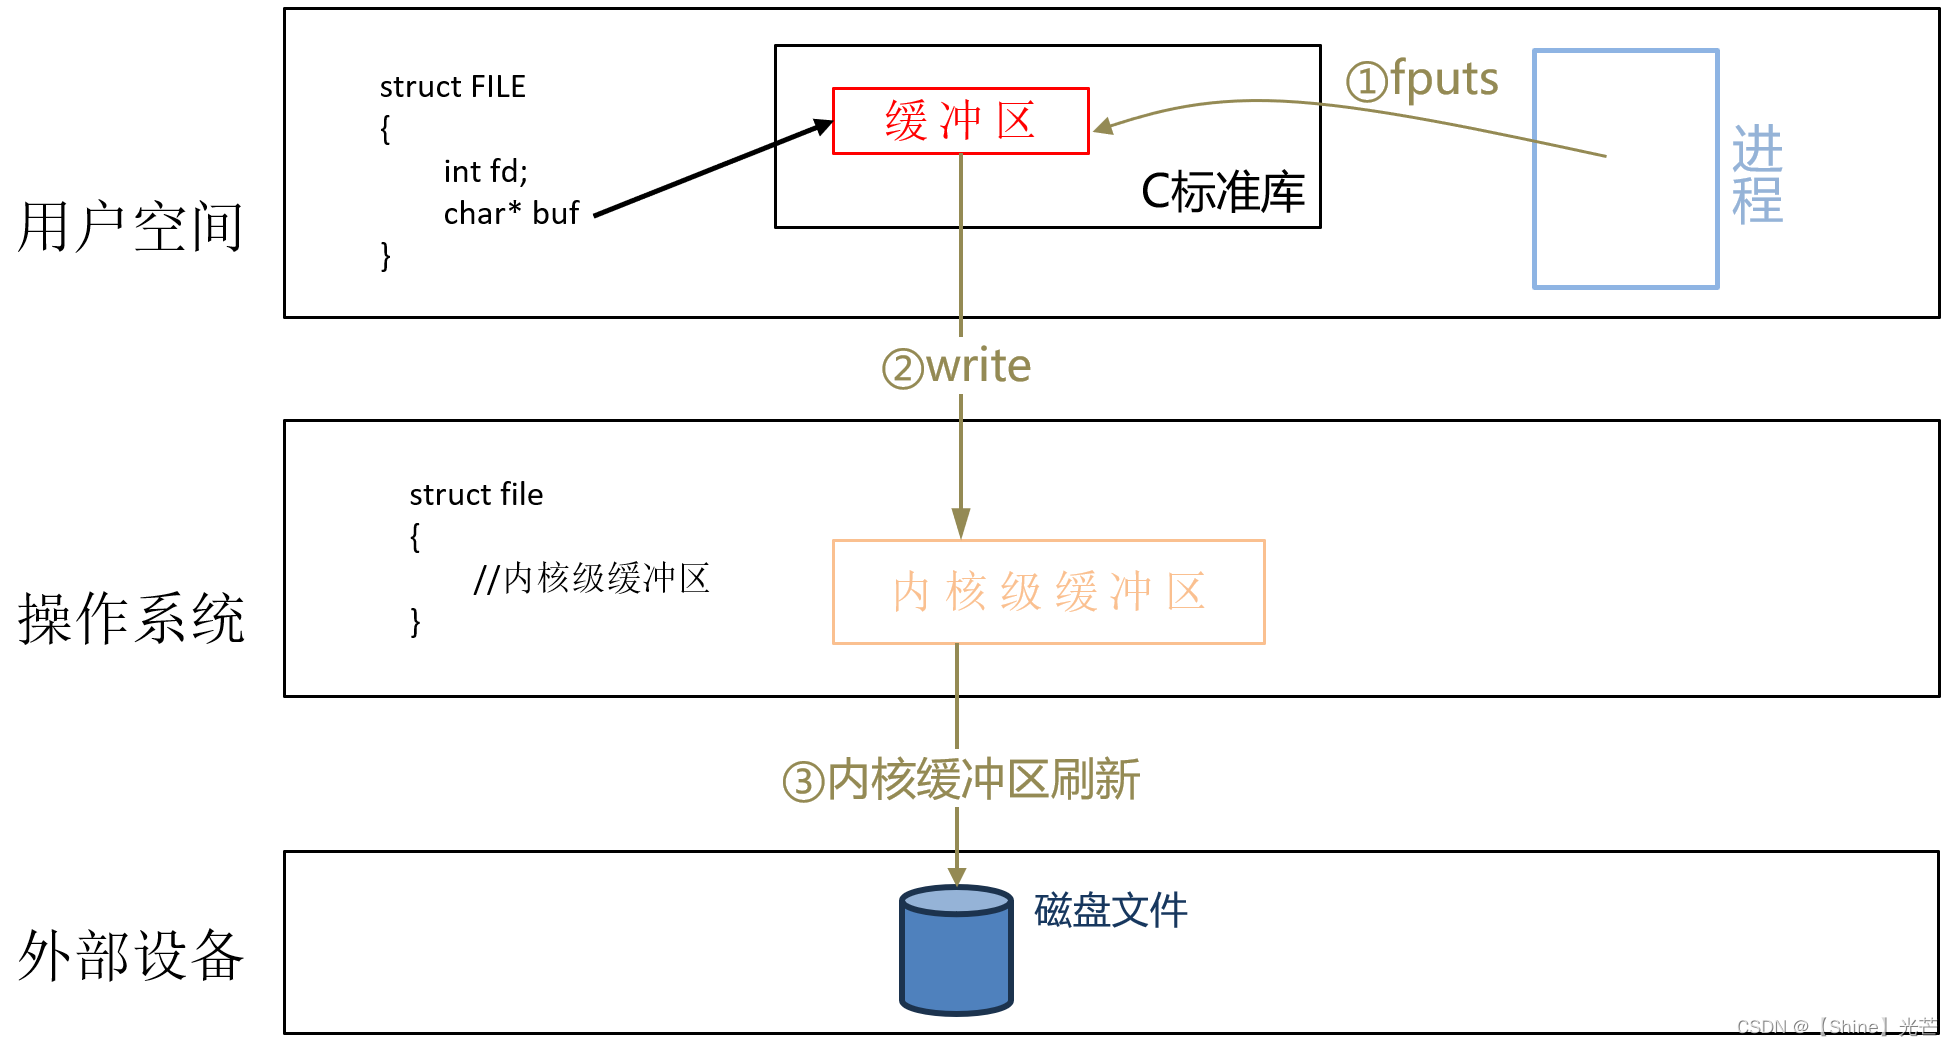 用户空间
struct FILE
{
int fd;
char* buf
}
缓冲区
C标准库
①fputs
进程
②write
操作系统
struct file
{
//内核级缓冲区
}
内核级缓冲区
③内核缓冲区刷新
外部设备
磁盘文件
CSDN @【Shine】光芒